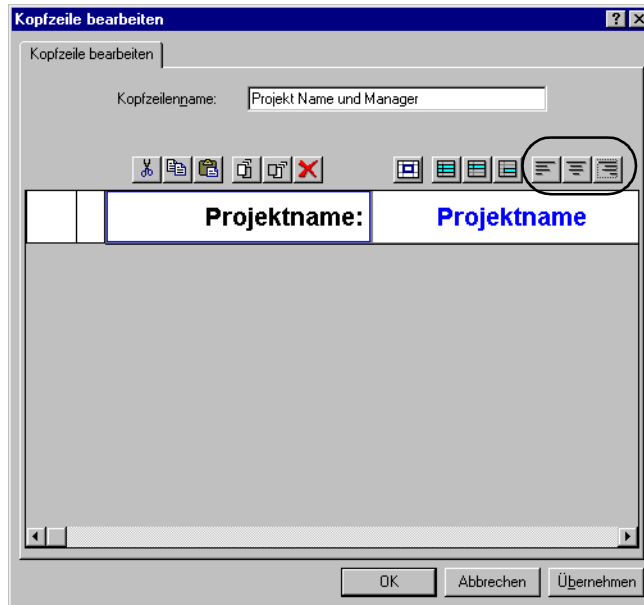 Kopfzeile bearbeiten
Kopfzeile bearbeiten
Kopfzeilenname: Projekt Name und Manager
Projektname: Projektname
OK Abbrechen Übernehmen